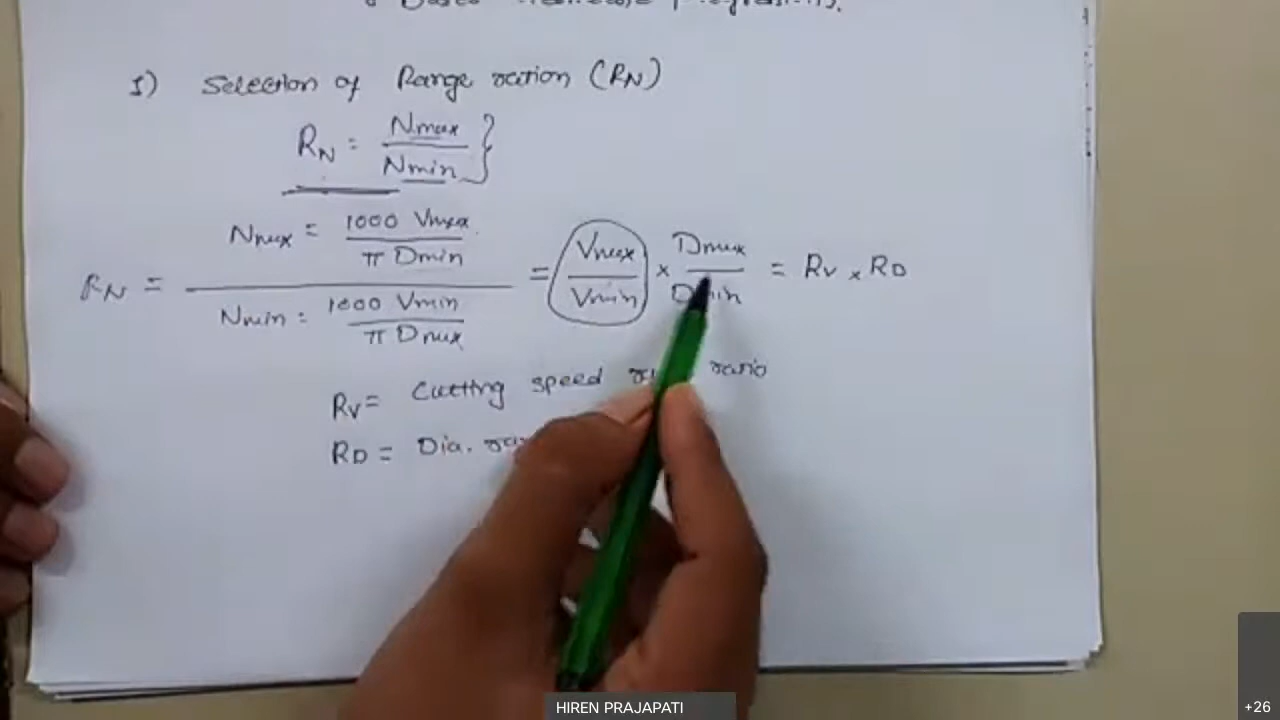 1) Selection of Range ration (RN)
RN = Nmax / Nmin }
RN = Nmax = 1000 Vmax / π Dmin / Nmin = 1000 Vmin / π Dmax = Vmax / Vmin × Dmax / Dmin = RV × RD
RV = Cutting speed ratio
RD = Dia.
HIREN PRAJAPATI
+26